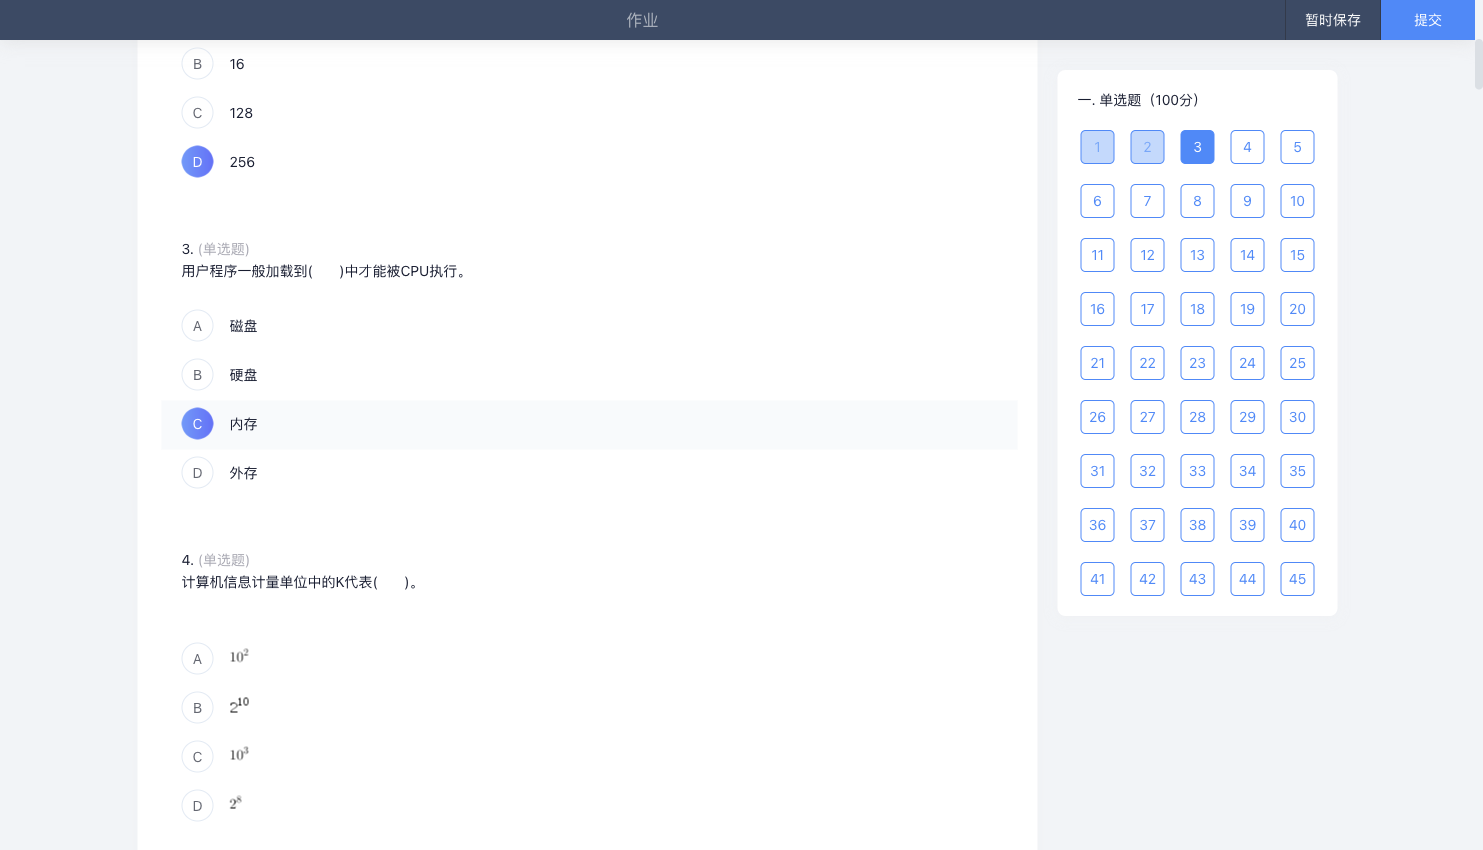 作业
暂时保存
提交
B 16
C 128
D 256
3. (单选题)
用户程序一般加载到( )中才能被CPU执行。
A 磁盘
B 硬盘
C 内存
D 外存
4. (单选题)
计算机信息计量单位中的K代表( )。
A 10²
B 2¹⁰
C 10³
D 2⁸
一. 单选题（100分）
1 2 3 4 5
6 7 8 9 10
11 12 13 14 15
16 17 18 19 20
21 22 23 24 25
26 27 28 29 30
31 32 33 34 35
36 37 38 39 40
41 42 43 44 45